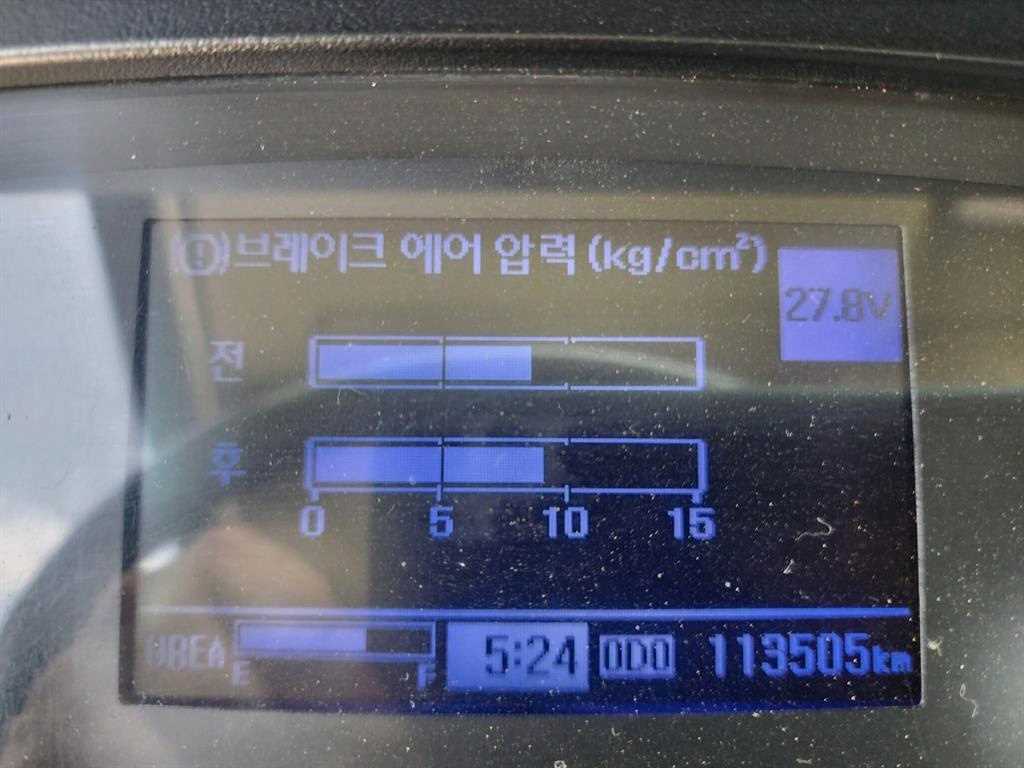 (!)브레이크 에어 압력 (kg/cm²)
27.8V
전
후
0 5 10 15
UREA E F 5:24 ODO 113505km